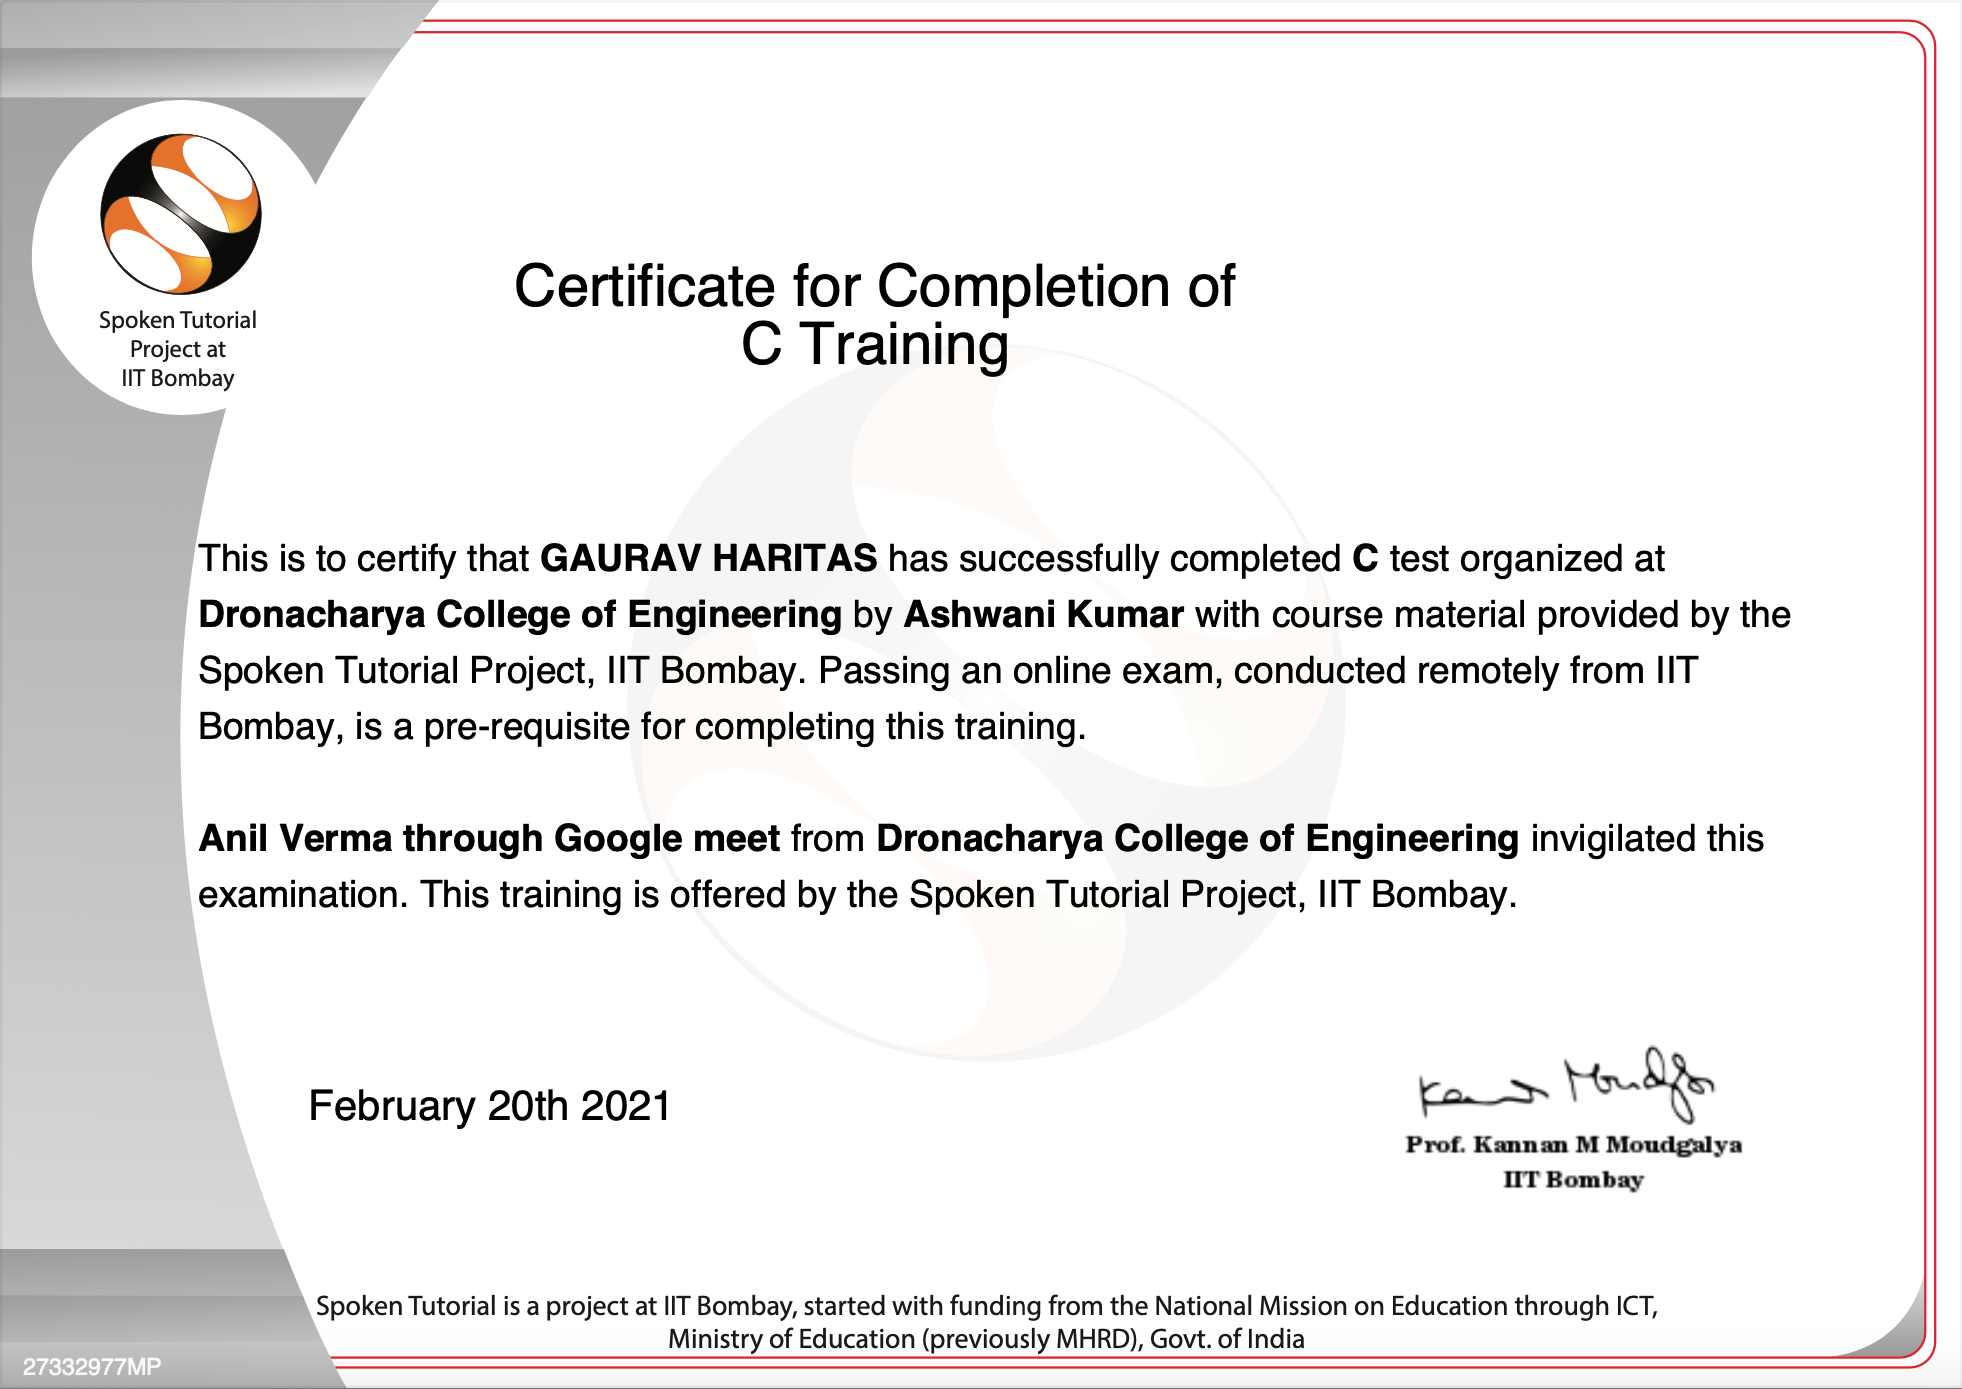 Spoken Tutorial
Project at
IIT Bombay
Certificate for Completion of
C Training
This is to certify that GAURAV HARITAS has successfully completed C test organized at
Dronacharya College of Engineering by Ashwani Kumar with course material provided by the
Spoken Tutorial Project, IIT Bombay. Passing an online exam, conducted remotely from IIT
Bombay, is a pre-requisite for completing this training.
Anil Verma through Google meet from Dronacharya College of Engineering invigilated this
examination. This training is offered by the Spoken Tutorial Project, IIT Bombay.
February 20th 2021
Kannan Moudgalya
Prof. Kannan M Moudgalya
IIT Bombay
Spoken Tutorial is a project at IIT Bombay, started with funding from the National Mission on Education through ICT,
Ministry of Education (previously MHRD), Govt. of India
27332977MP